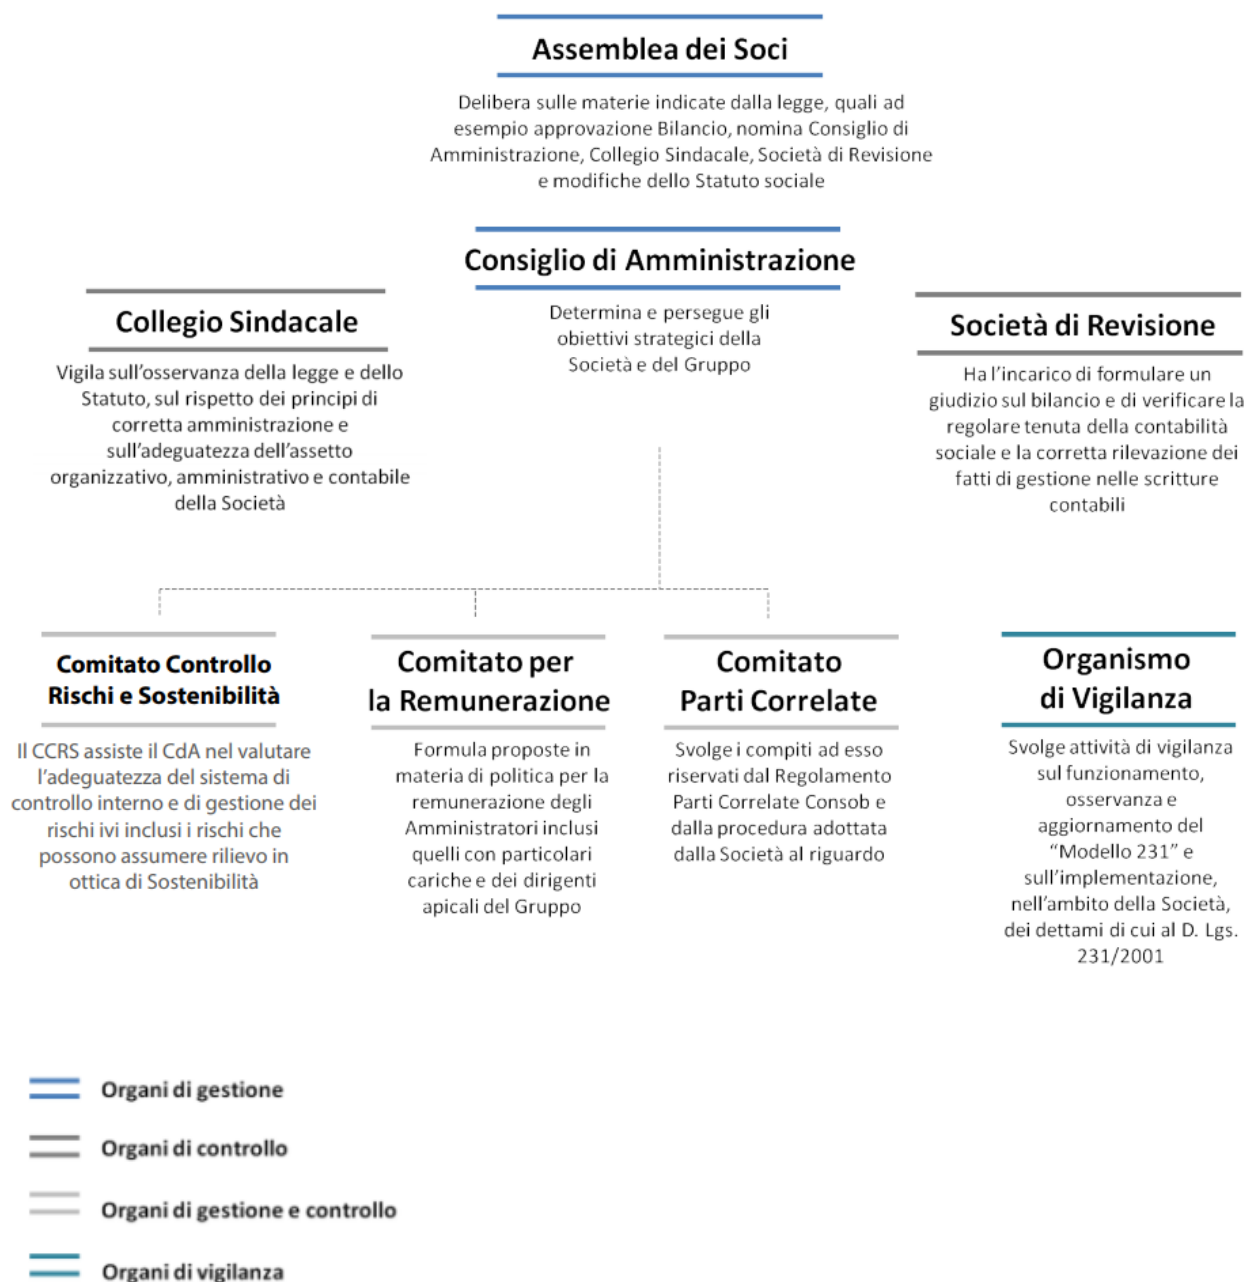 Assemblea dei Soci
Delibera sulle materie indicate dalla legge, quali ad
esempio approvazione Bilancio, nomina Consiglio di
Amministrazione, Collegio Sindacale, Società di Revisione
e modifiche dello Statuto sociale
Consiglio di Amministrazione
Determina e persegue gli
obiettivi strategici della
Società e del Gruppo
Collegio Sindacale
Vigila sull'osservanza della legge e dello
Statuto, sul rispetto dei principi di
corretta amministrazione e
sull'adeguatezza dell'assetto
organizzativo, amministrativo e contabile
della Società
Società di Revisione
Ha l'incarico di formulare un
giudizio sul bilancio e di verificare la
regolare tenuta della contabilità
sociale e la corretta rilevazione dei
fatti di gestione nelle scritture
contabili
Comitato Controllo
Rischi e Sostenibilità
Il CCRS assiste il CdA nel valutare
l'adeguatezza del sistema di
controllo interno e di gestione dei
rischi ivi inclusi i rischi che
possono assumere rilievo in
ottica di Sostenibilità
Comitato per
la Remunerazione
Formula proposte in
materia di politica per la
remunerazione degli
Amministratori inclusi
quelli con particolari
cariche e dei dirigenti
apicali del Gruppo
Comitato
Parti Correlate
Svolge i compiti ad esso
riservati dal Regolamento
Parti Correlate Consob e
dalla procedura adottata
dalla Società al riguardo
Organismo
di Vigilanza
Svolge attività di vigilanza
sul funzionamento,
osservanza e
aggiornamento del
"Modello 231" e
sull'implementazione,
nell'ambito della Società,
dei dettami di cui al D. Lgs.
231/2001
Organi di gestione
Organi di controllo
Organi di gestione e controllo
Organi di vigilanza